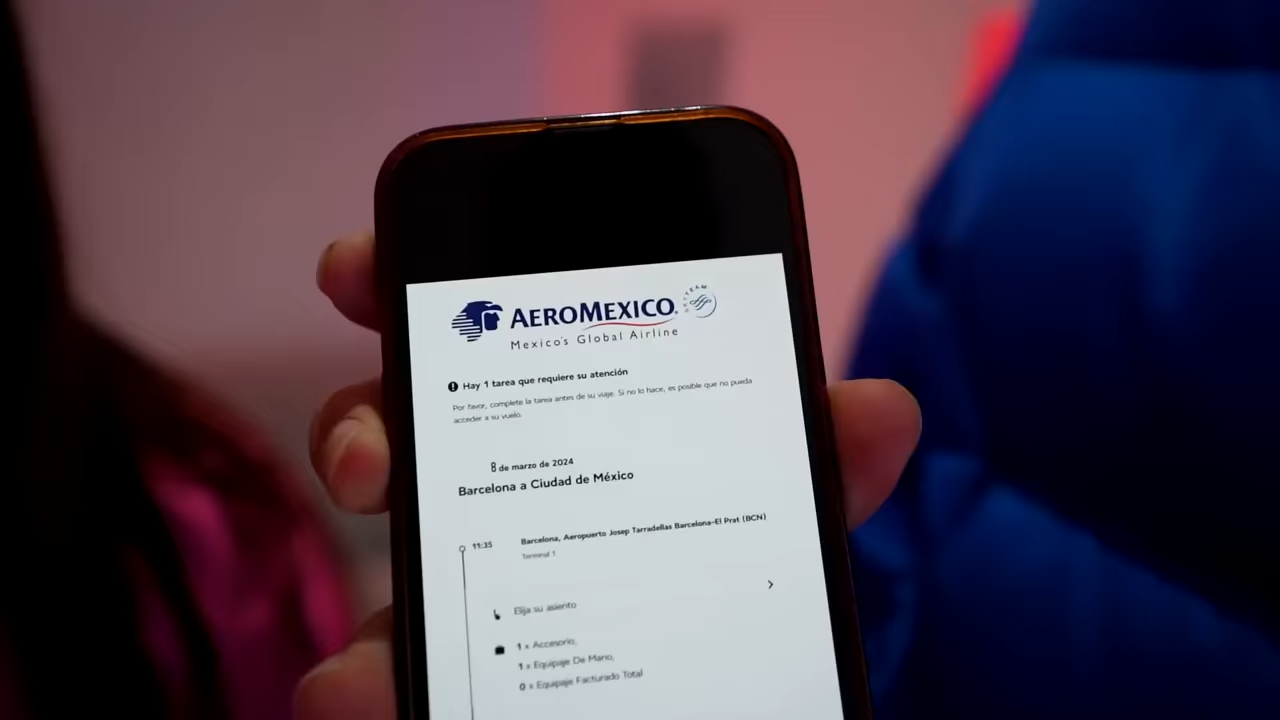 AEROMEXICO.
SKYTEAM
Mexico's Global Airline
Hay 1 tarea que requiere su atención
Por favor, complete la tarea antes de su viaje. Si no lo hace, es posible que no pueda
acceder a su vuelo.
8 de marzo de 2024
Barcelona a Ciudad de México
11:35
Barcelona, Aeropuerto Josep Tarradellas Barcelona-El Prat (BCN)
Terminal 1
Elija su asiento
1 x Accesorio,
1 x Equipaje De Mano,
0 x Equipaje Facturado Total